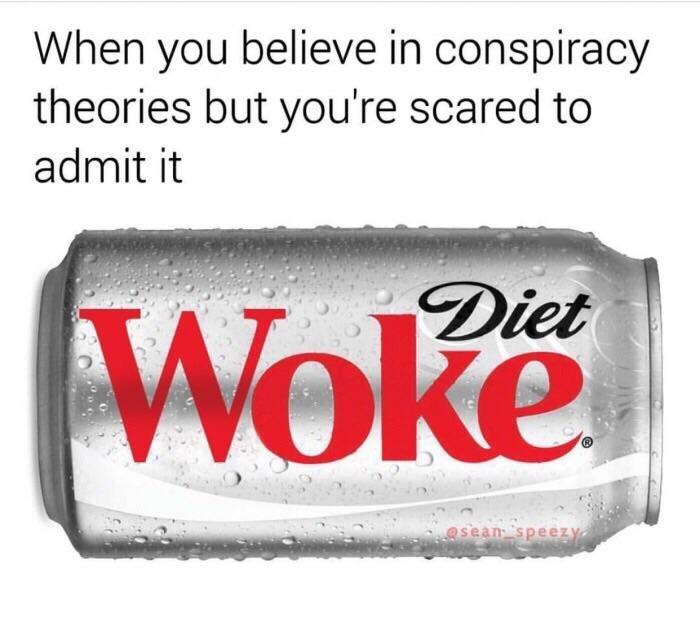 When you believe in conspiracy
theories but you're scared to
admit it
Diet
Woke®
@sean_speezy